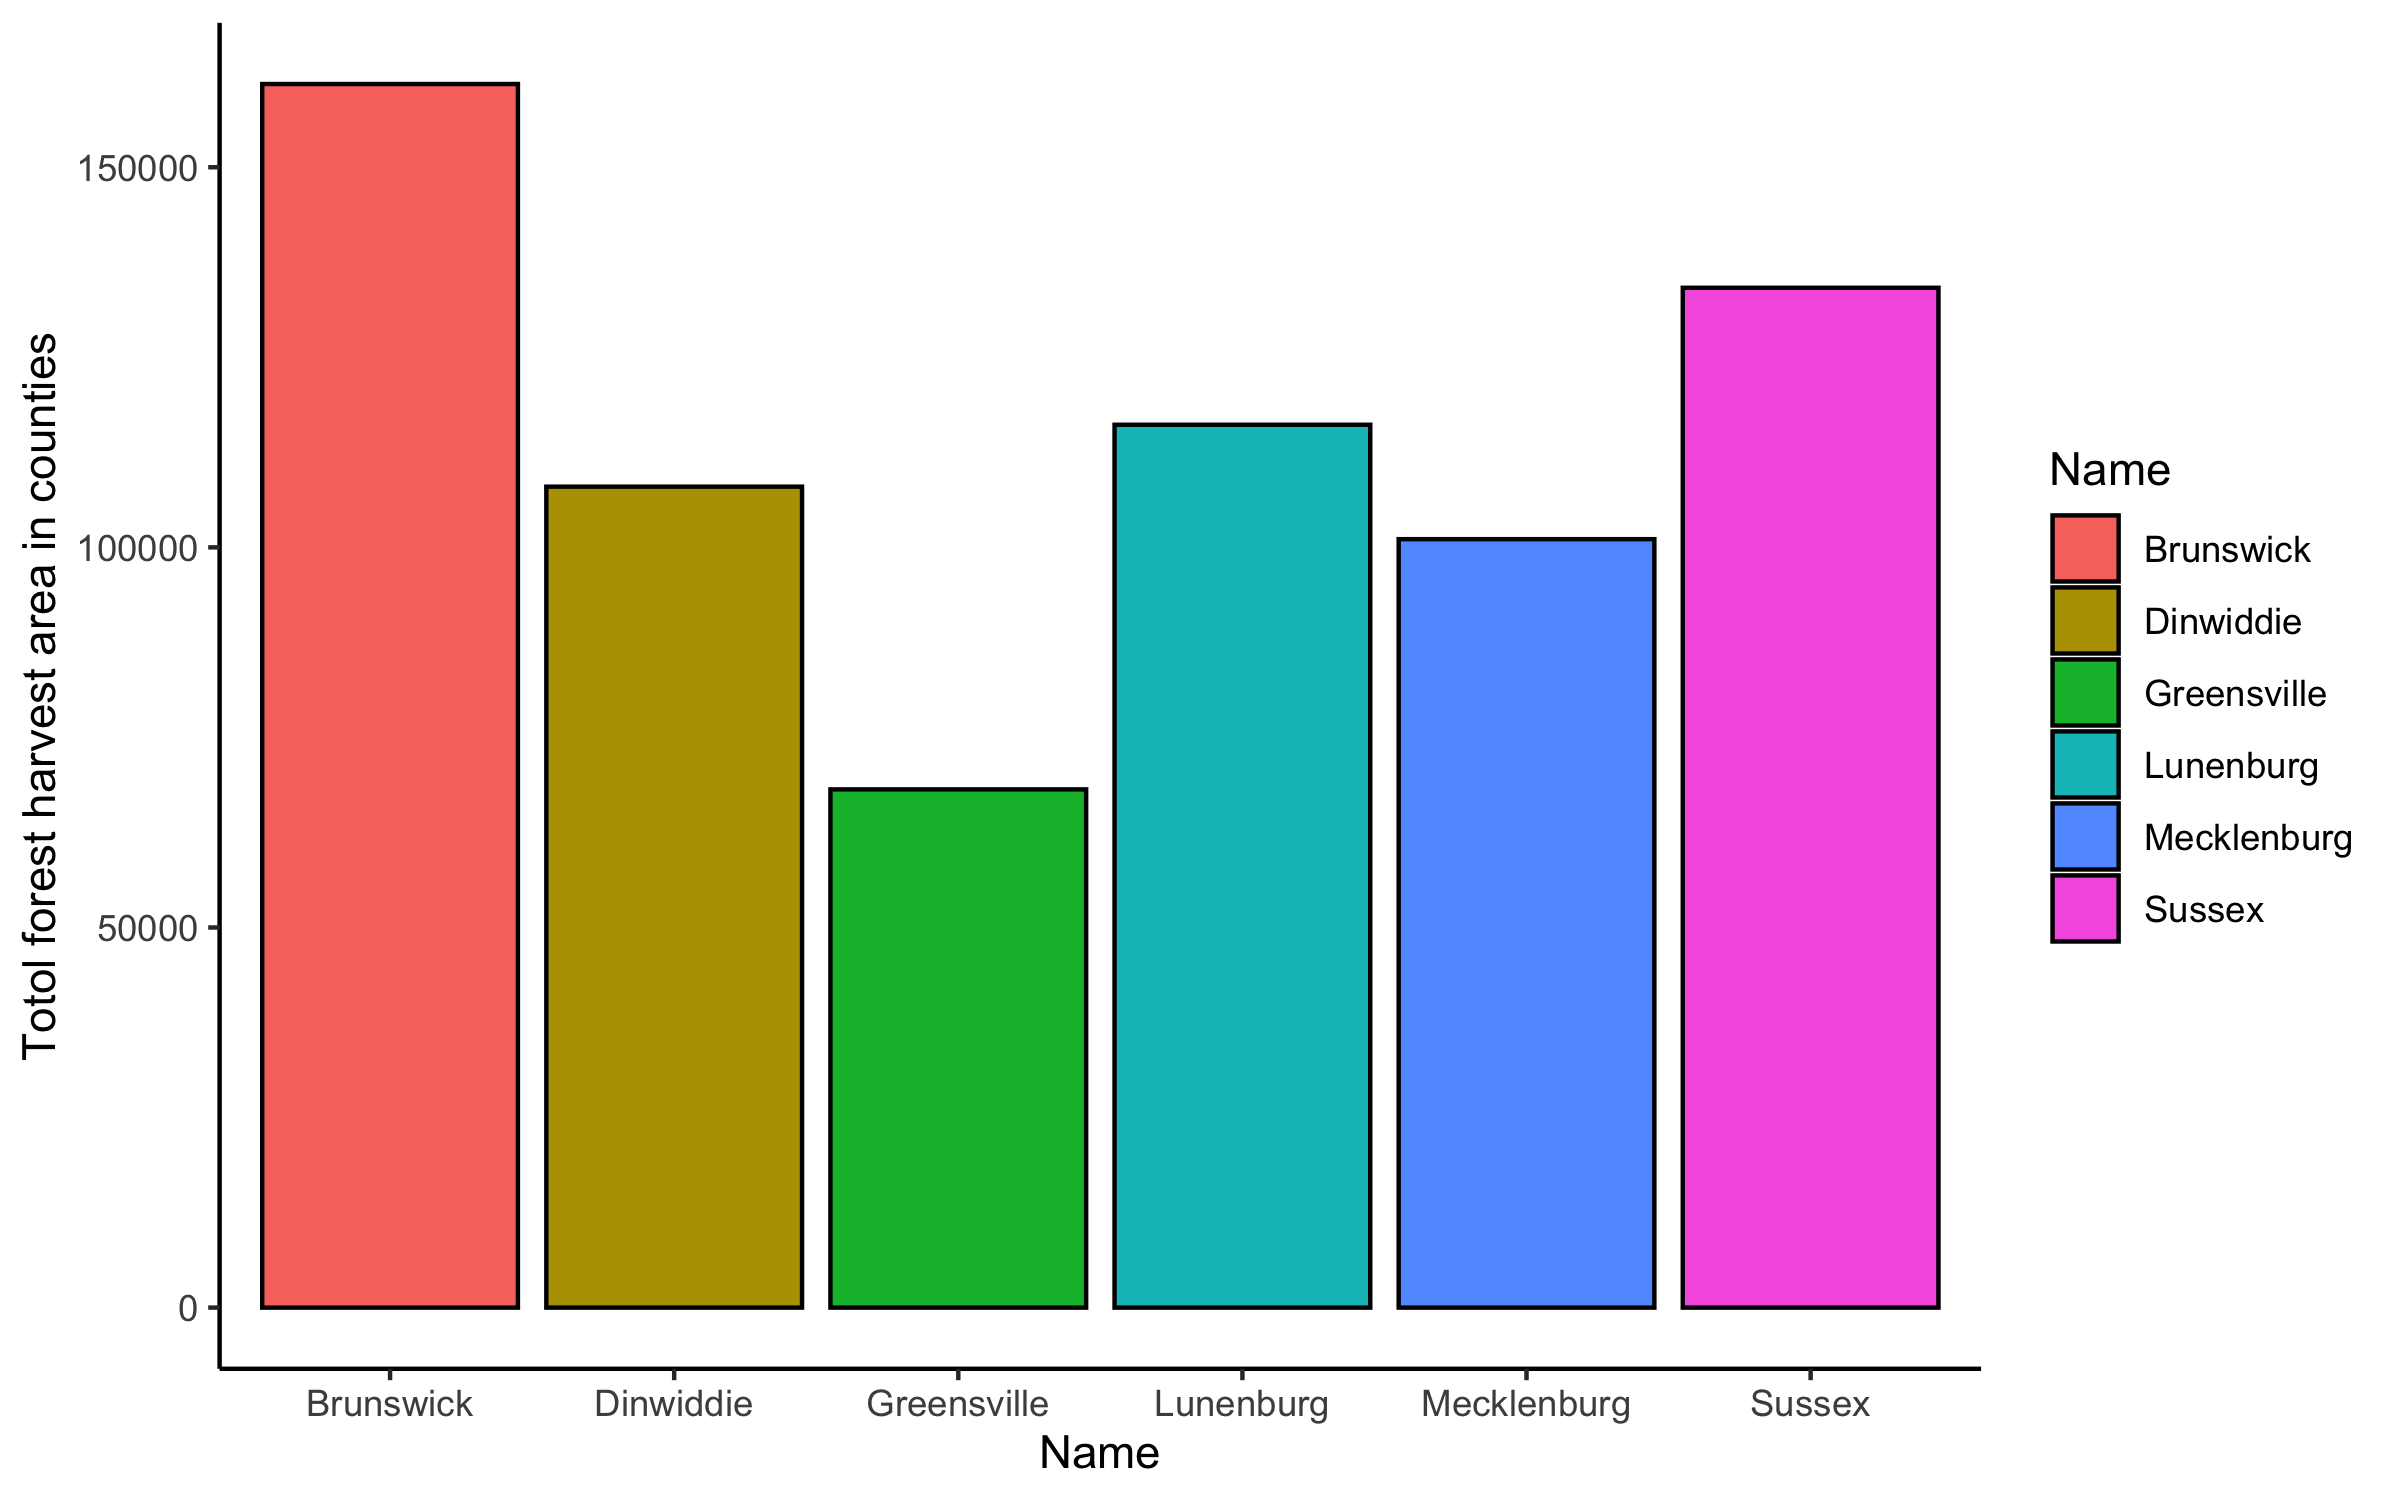 Totol forest harvest area in counties
150000
100000
50000
0
Brunswick
Dinwiddie
Greensville
Lunenburg
Mecklenburg
Sussex
Name
Name
Brunswick
Dinwiddie
Greensville
Lunenburg
Mecklenburg
Sussex